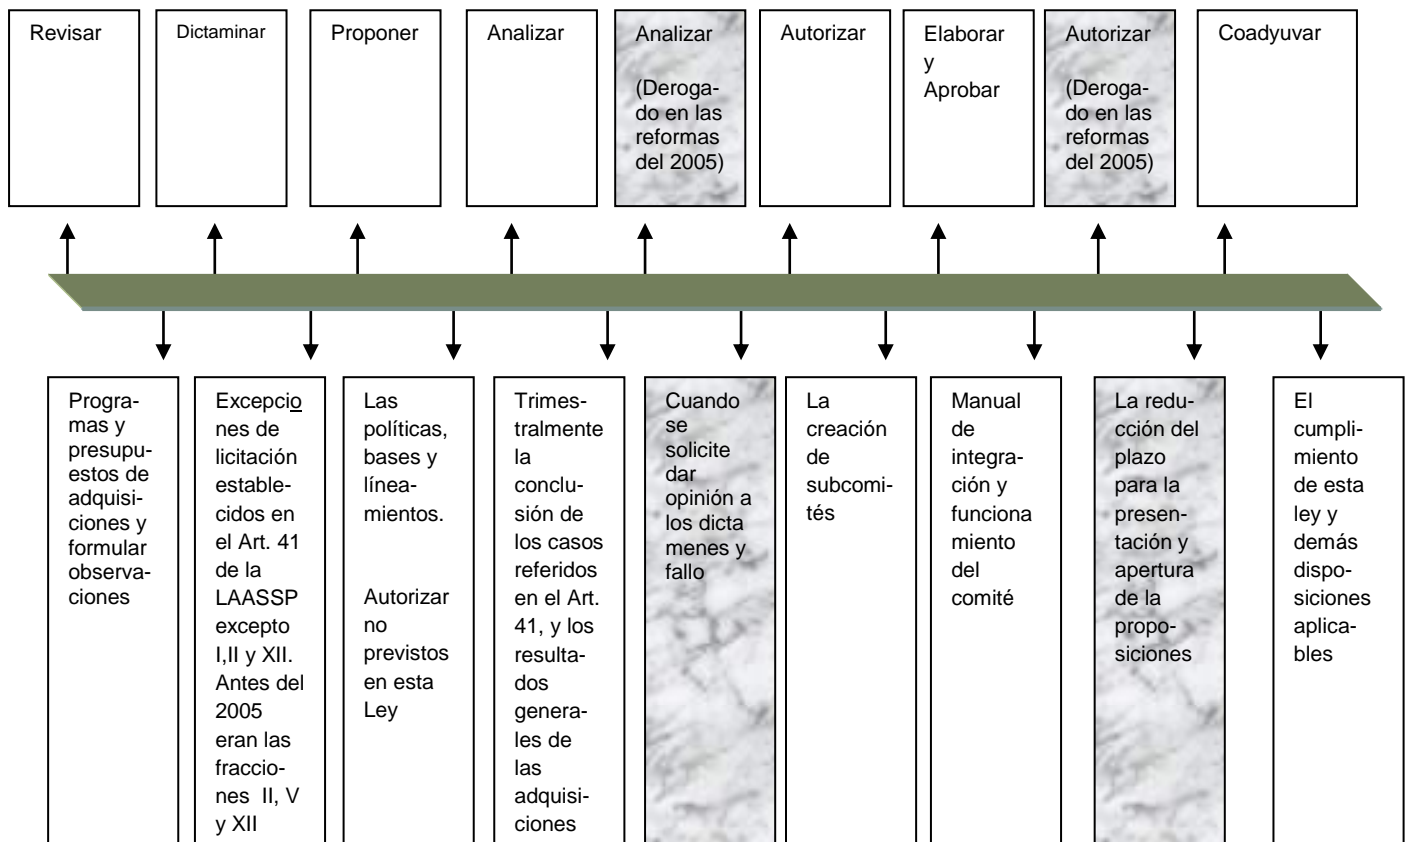 Revisar
Dictaminar
Proponer
Analizar
Analizar
(Deroga-
do en las
reformas
del 2005)
Autorizar
Elaborar
y
Aprobar
Autorizar
(Deroga-
do en las
reformas
del 2005)
Coadyuvar
Progra-
mas y
presupu-
estos de
adquisi-
ciones y
formular
observa-
ciones
Excepcio
nes de
licitación
estable-
cidos en
el Art. 41
de la
LAASSP
excepto
I,II y XII.
Antes del
2005
eran las
fraccio-
nes II, V
y XII
Las
políticas,
bases y
línea-
mientos.
Autorizar
no
previstos
en esta
Ley
Trimes-
tralmente
la
conclu-
sión de
los casos
referidos
en el Art.
41, y los
resulta-
dos
genera-
les de
las
adquisi-
ciones
Cuando
se
solicite
dar
opinión a
los dicta
menes y
fallo
La
creación
de
subcomi-
tés
Manual
de
integra-
ción y
funciona
miento
del
comité
La redu-
cción del
plazo
para la
presen-
tación y
apertura
de la
propo-
siciones
El
cumpli-
miento
de esta
ley y
demás
dispo-
siciones
aplica-
bles